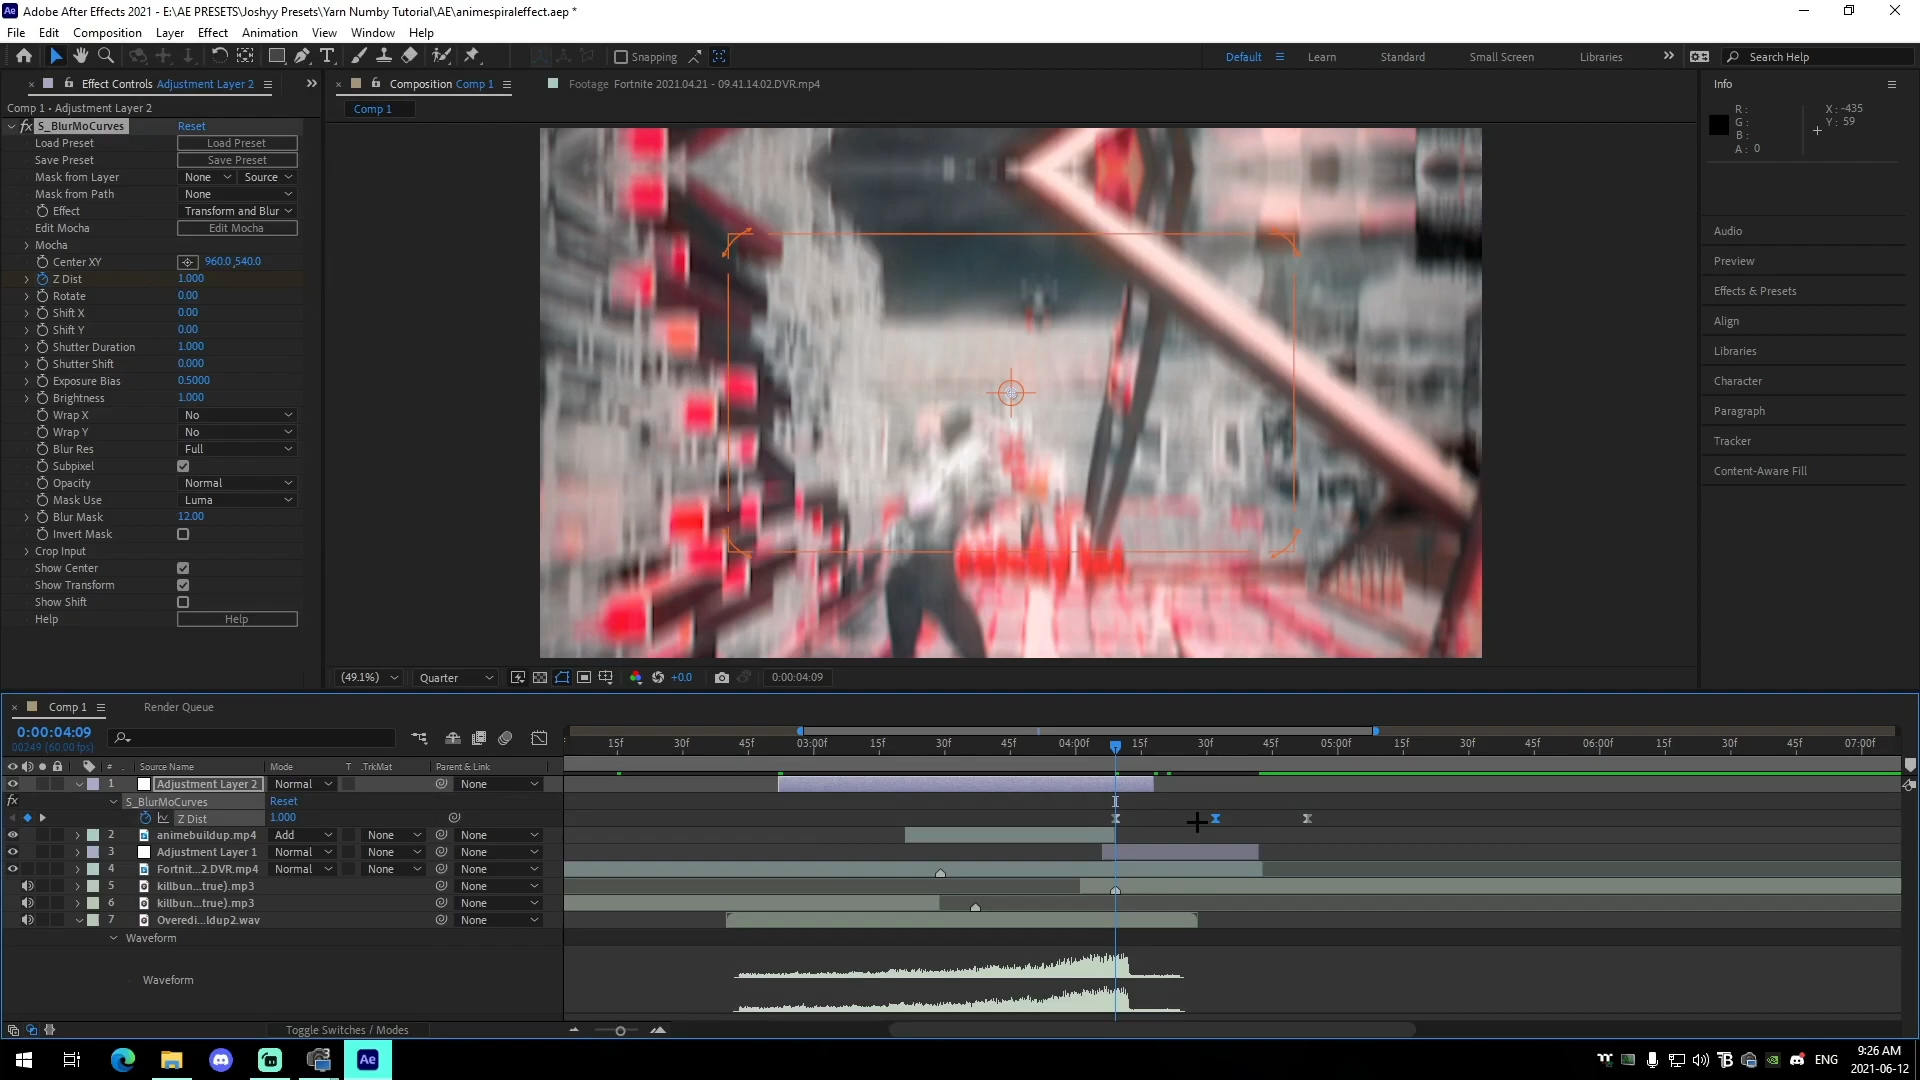 Adobe After Effects 2021 - E:\AE PRESETS\Joshyy Presets\Yarn Numby Tutorial\AE\animespiraleffect.aep *
File Edit Composition Layer Effect Animation View Window Help
Snapping
Default Learn Standard Small Screen Libraries Search Help
Effect Controls Adjustment Layer 2
Composition Comp 1
Footage Fortnite 2021.04.21 - 09.41.14.02.DVR.mp4
Info
Comp 1 • Adjustment Layer 2
Comp 1
S_BlurMoCurves Reset
Load Preset Load Preset
Save Preset Save Preset
Mask from Layer None Source
Mask from Path None
Effect Transform and Blur
Edit Mocha Edit Mocha
Mocha
Center XY 960.0,540.0
Z Dist 1.000
Rotate 0.00
Shift X 0.00
Shift Y 0.00
Shutter Duration 1.000
Shutter Shift 0.000
Exposure Bias 0.5000
Brightness 1.000
Wrap X No
Wrap Y No
Blur Res Full
Subpixel
Opacity Normal
Mask Use Luma
Blur Mask 12.00
Invert Mask
Crop Input
Show Center
Show Transform
Show Shift
Help Help
R :
G :
B :
A : 0
X : -435
Y : 59
Audio
Preview
Effects & Presets
Align
Libraries
Character
Paragraph
Tracker
Content-Aware Fill
(49.1%) Quarter +0.0 0:00:04:09
Comp 1 Render Queue
0:00:04:09
00249 (60.00 fps)
15f 30f 45f 03:00f 15f 30f 45f 04:00f 15f 30f 45f 05:00f 15f 30f 45f 06:00f 15f 30f 45f 07:00f
# Source Name Mode T .TrkMat Parent & Link
1 Adjustment Layer 2 Normal None
fx S_BlurMoCurves Reset
Z Dist 1.000
2 animebuildup.mp4 Add None None
3 Adjustment Layer 1 Normal None None
4 Fortnit...2.DVR.mp4 Normal None None
5 killbun...true).mp3 None
6 killbun...true).mp3 None
7 Overedi...ldup2.wav None
Waveform
Waveform
Toggle Switches / Modes
Ae
ENG
9:26 AM
2021-06-12